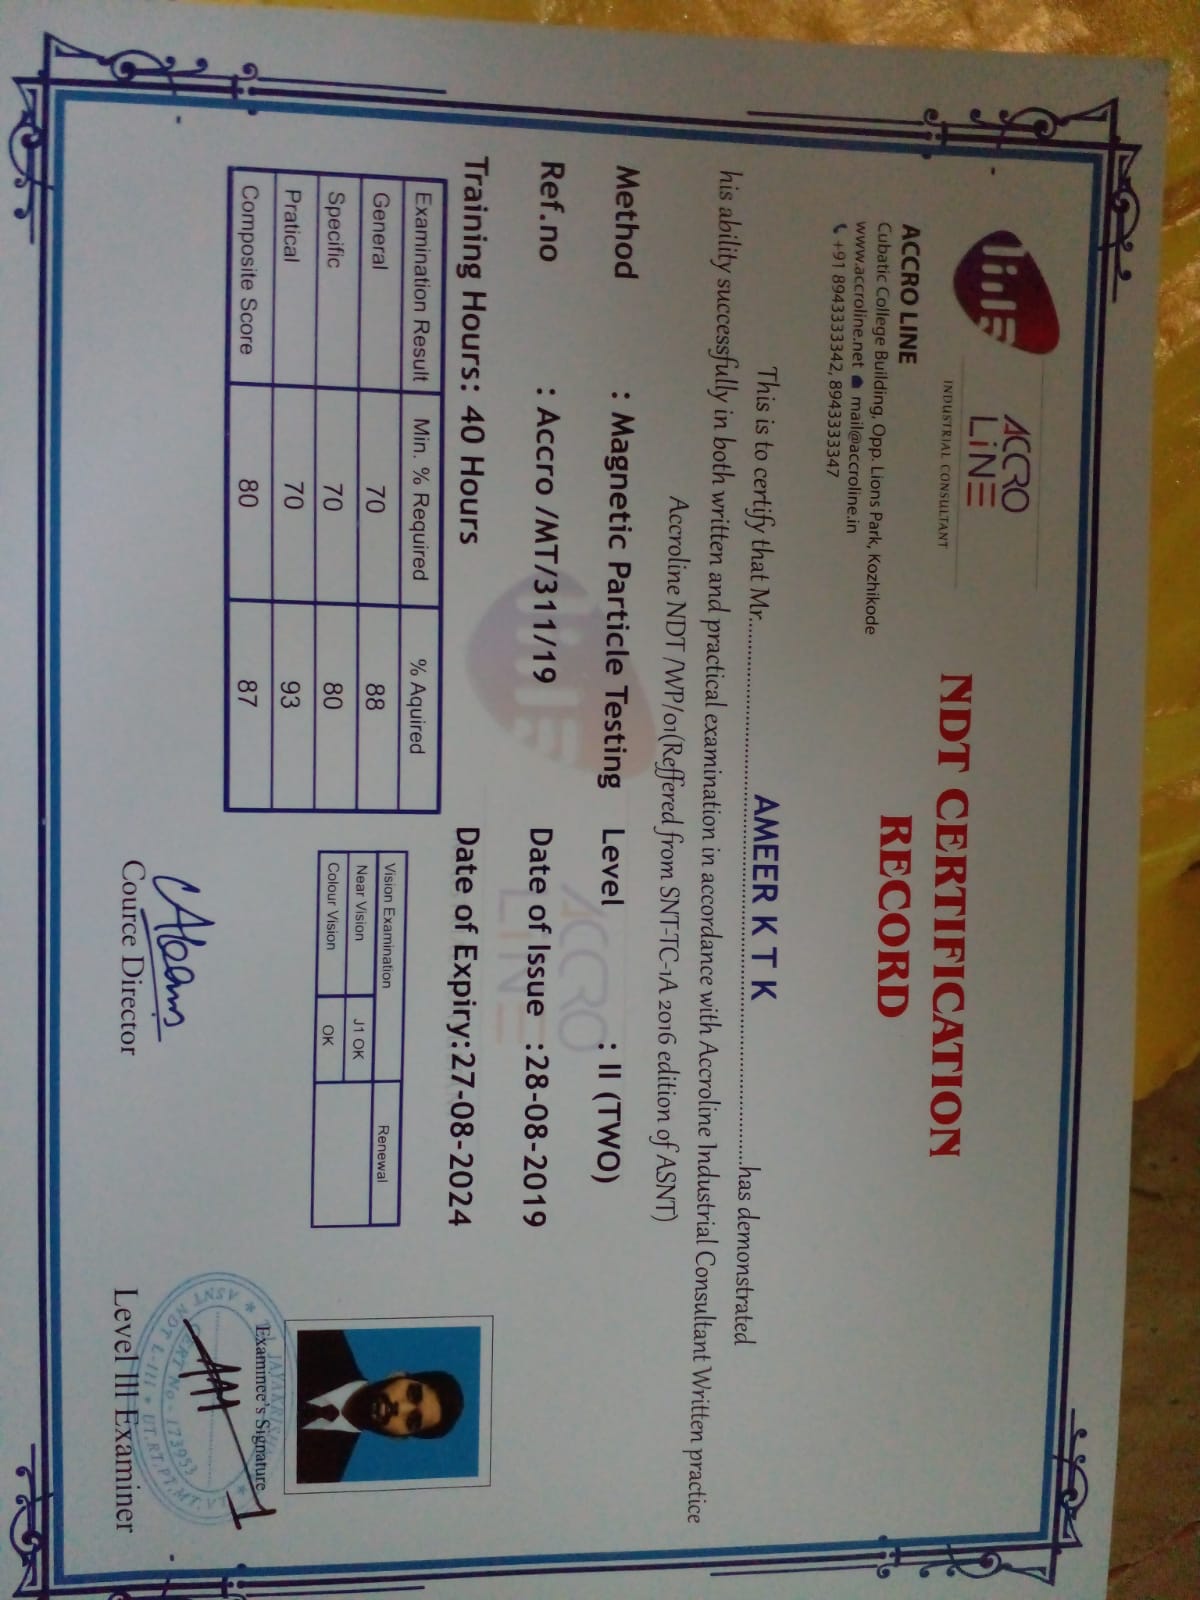 ACCRO
LiNE
INDUSTRIAL CONSULTANT
ACCRO LINE
Cubatic College Building, Opp. Lions Park, Kozhikode
www.accroline.net mail@accroline.in
+91 8943333342, 8943333347
NDT CERTIFICATION
RECORD
This is to certify that Mr.............AMEER K T K.............has demonstrated
his ability successfully in both written and practical examination in accordance with Accroline Industrial Consultant Written practice
Accroline NDT /WP/01(Reffered from SNT-TC-1A 2016 edition of ASNT)
Method : Magnetic Particle Testing Level : II (TWO)
Ref.no : Accro /MT/311/19 Date of Issue : 28-08-2019
Training Hours: 40 Hours Date of Expiry:27-08-2024
Examination Result Min. % Required % Aquired
General 70 88
Specific 70 80
Pratical 70 93
Composite Score 80 87
Vision Examination Renewal
Near Vision J1 OK
Colour Vision OK
ACCRO
LiNE
Cource Director
Examinee's Signature
ASNT NDT L-III * UT,RT,PT,MT,VT
CERT No- 173953
Level III Examiner